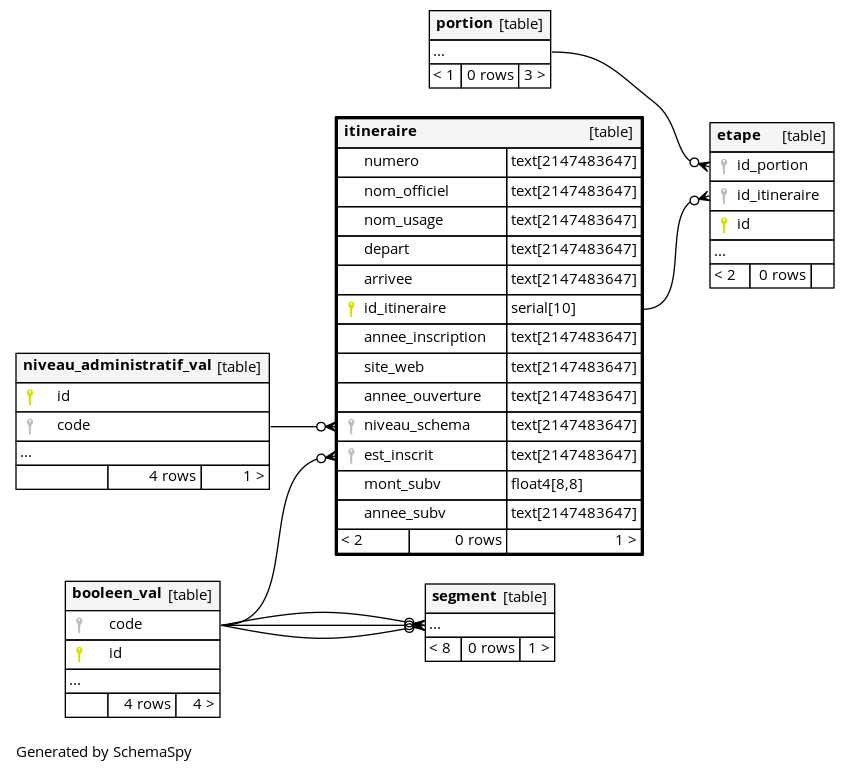 portion [table]
...
< 1 0 rows 3 >
itineraire [table]
numero text[2147483647]
nom_officiel text[2147483647]
nom_usage text[2147483647]
depart text[2147483647]
arrivee text[2147483647]
id_itineraire serial[10]
annee_inscription text[2147483647]
site_web text[2147483647]
annee_ouverture text[2147483647]
niveau_schema text[2147483647]
est_inscrit text[2147483647]
mont_subv float4[8,8]
annee_subv text[2147483647]
< 2 0 rows 1 >
etape [table]
id_portion
id_itineraire
id
...
< 2 0 rows
niveau_administratif_val [table]
id
code
...
4 rows 1 >
booleen_val [table]
code
id
...
4 rows 4 >
segment [table]
...
< 8 0 rows 1 >
Generated by SchemaSpy